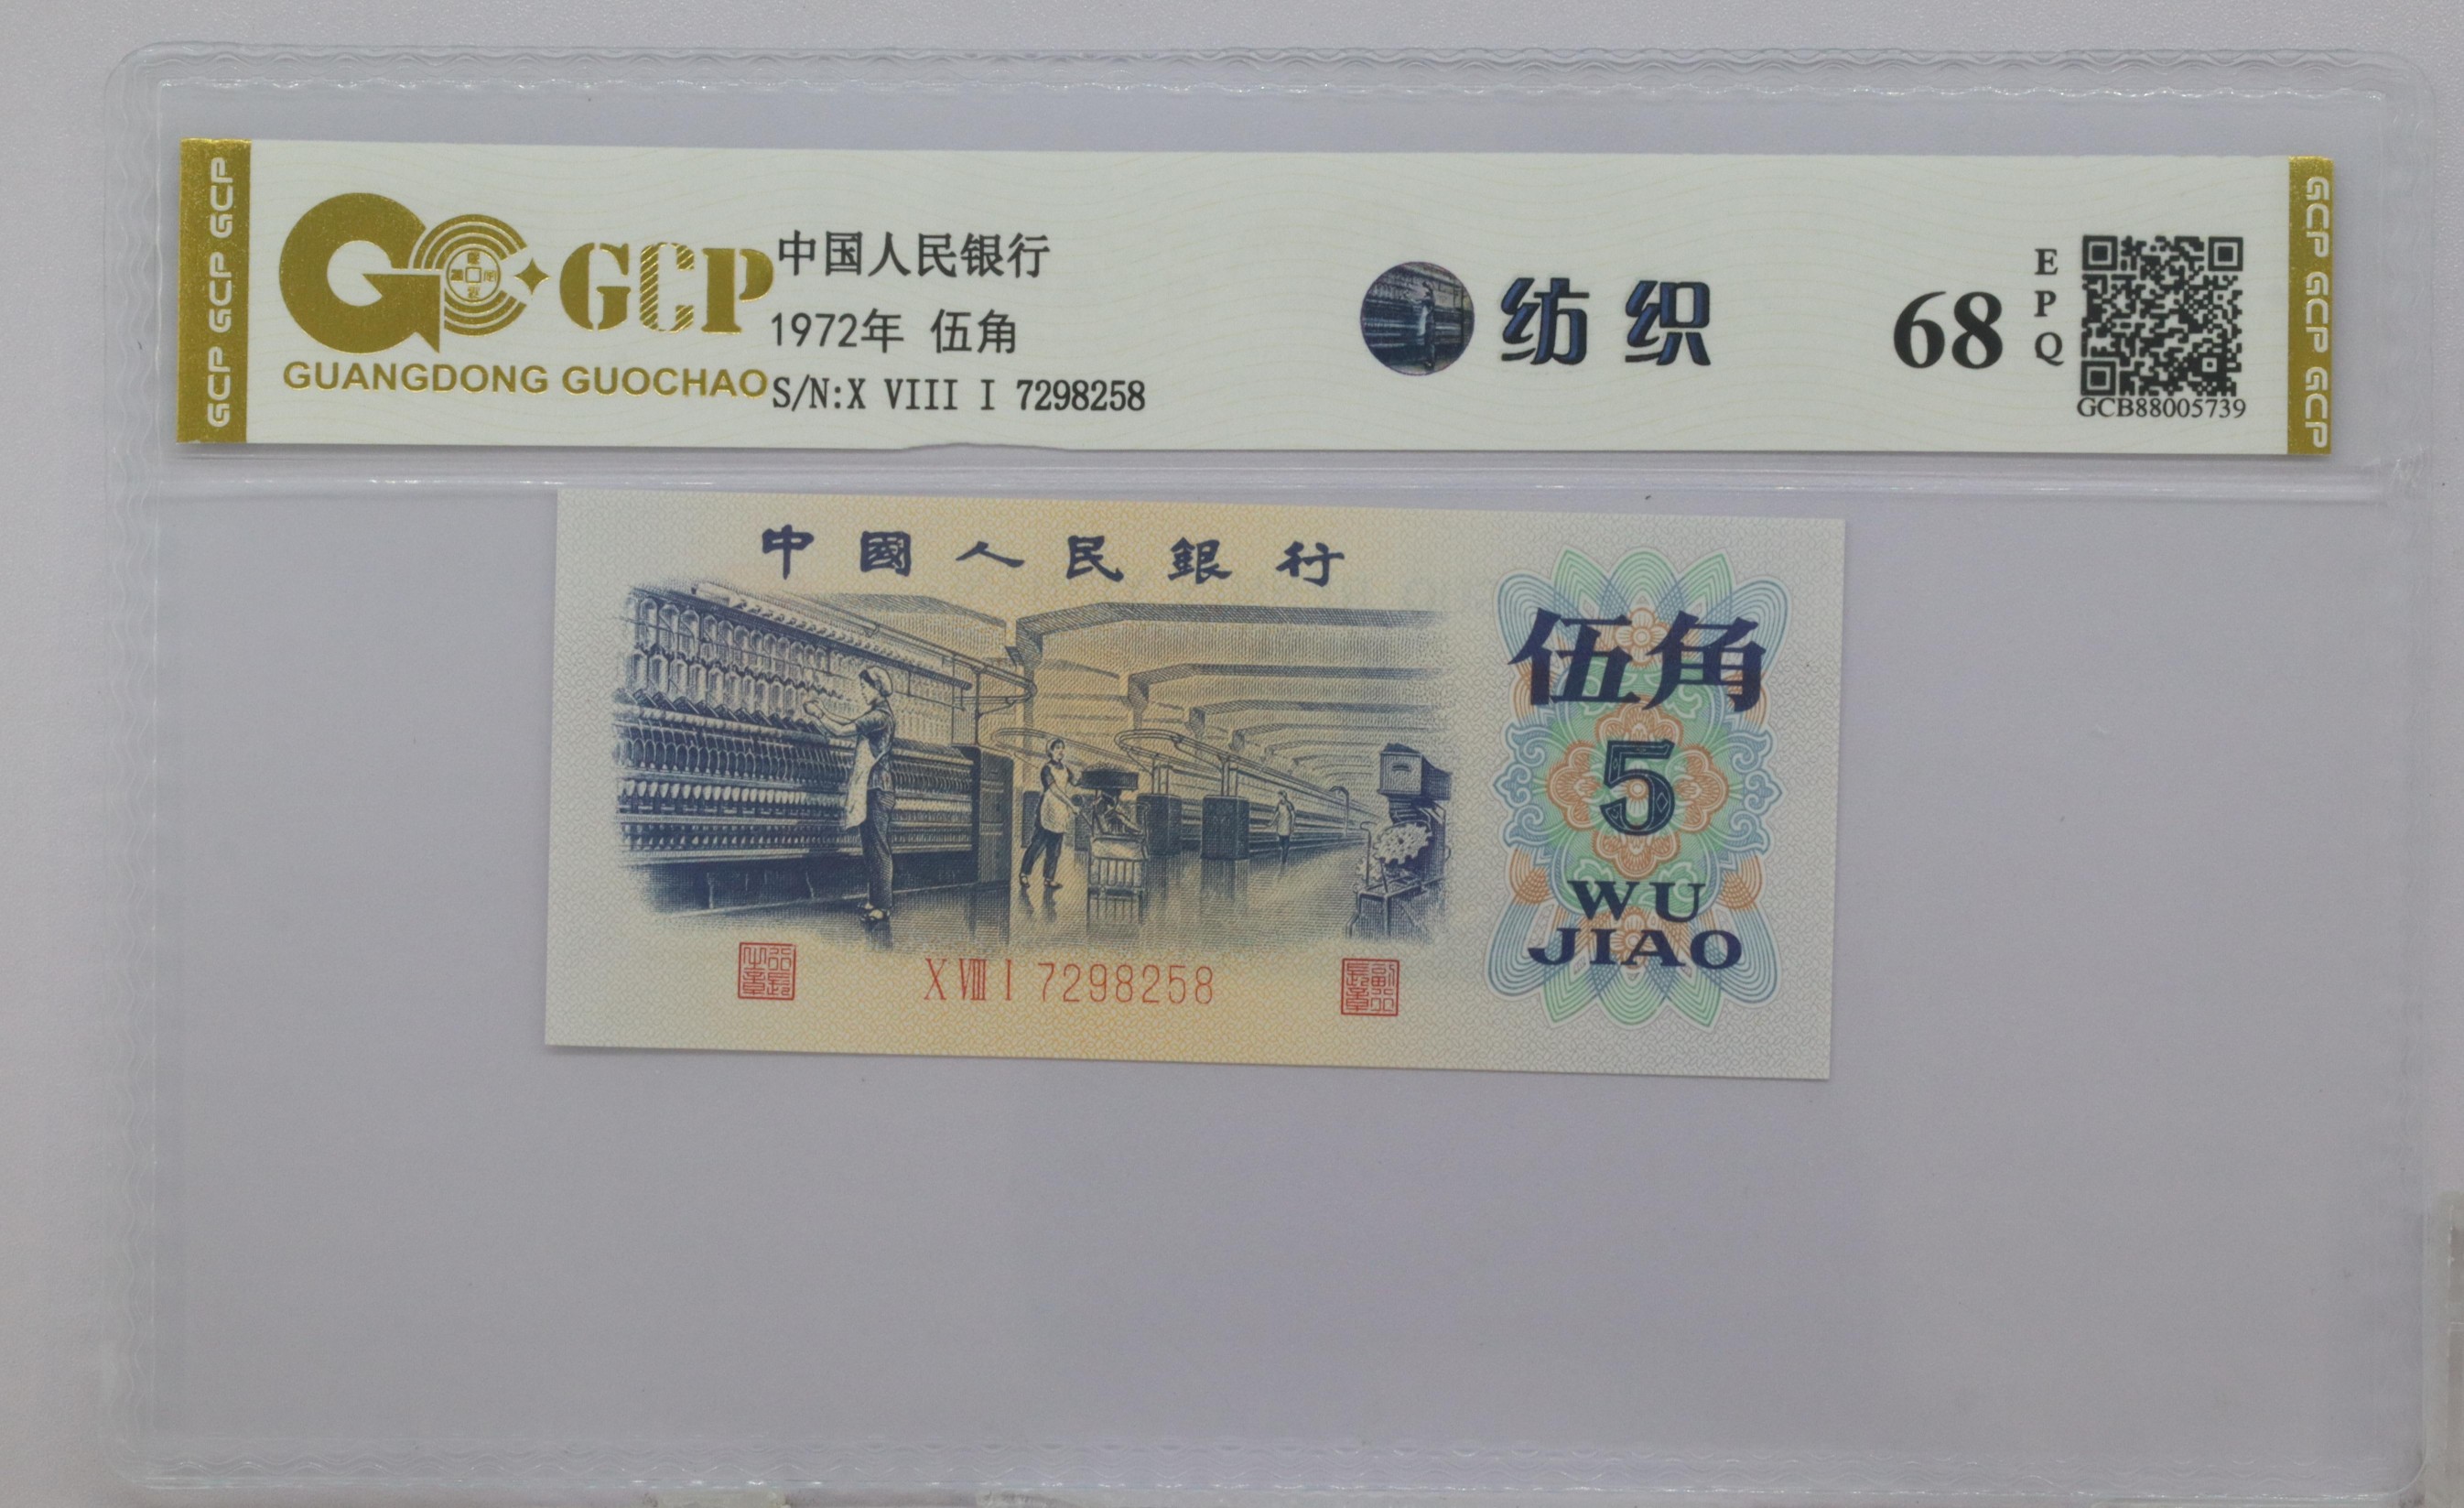 GCP GCP GCP
GCP
GUANGDONG GUOCHAO
中国人民银行
1972年 伍角
S/N:X VIII I 7298258
纺织
68
EPQ
GCB88005739
GCP GCP GCP
中國人民銀行
伍角
5
WU
JIAO
X VIII I 7298258